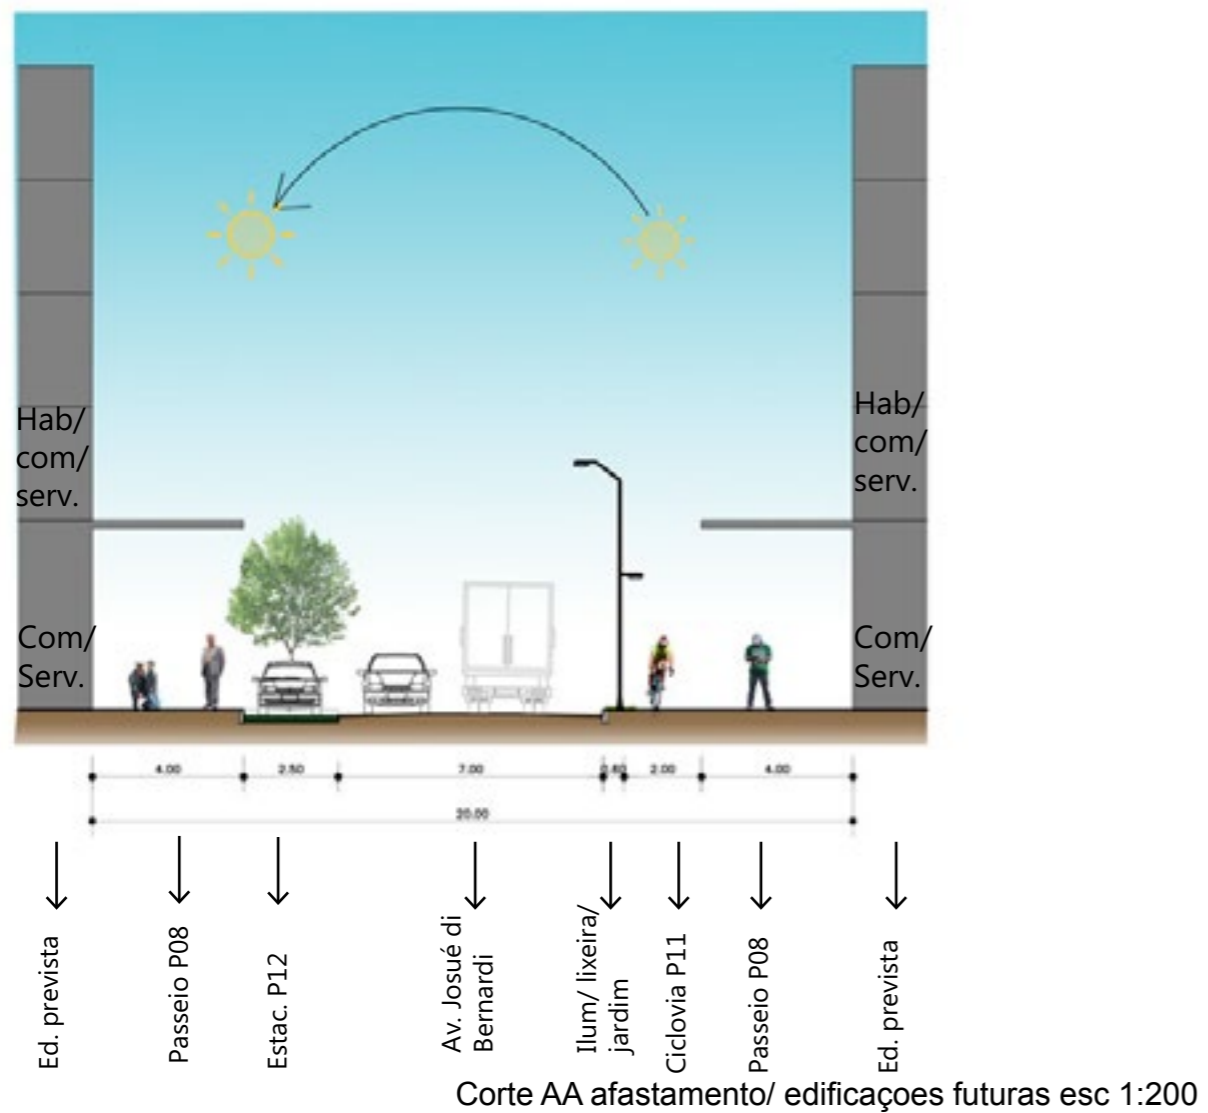 Hab/
com/
serv.
Hab/
com/
serv.
Com/
Serv.
Com/
Serv.
4.00
2.50
7.00
2.00
4.00
20.00
Ed. prevista
Passeio P08
Estac. P12
Av. Josué di
Bernardi
Ilum/ lixeira/
jardim
Ciclovia P11
Passeio P08
Ed. prevista
Corte AA afastamento/ edificaçoes futuras esc 1:200